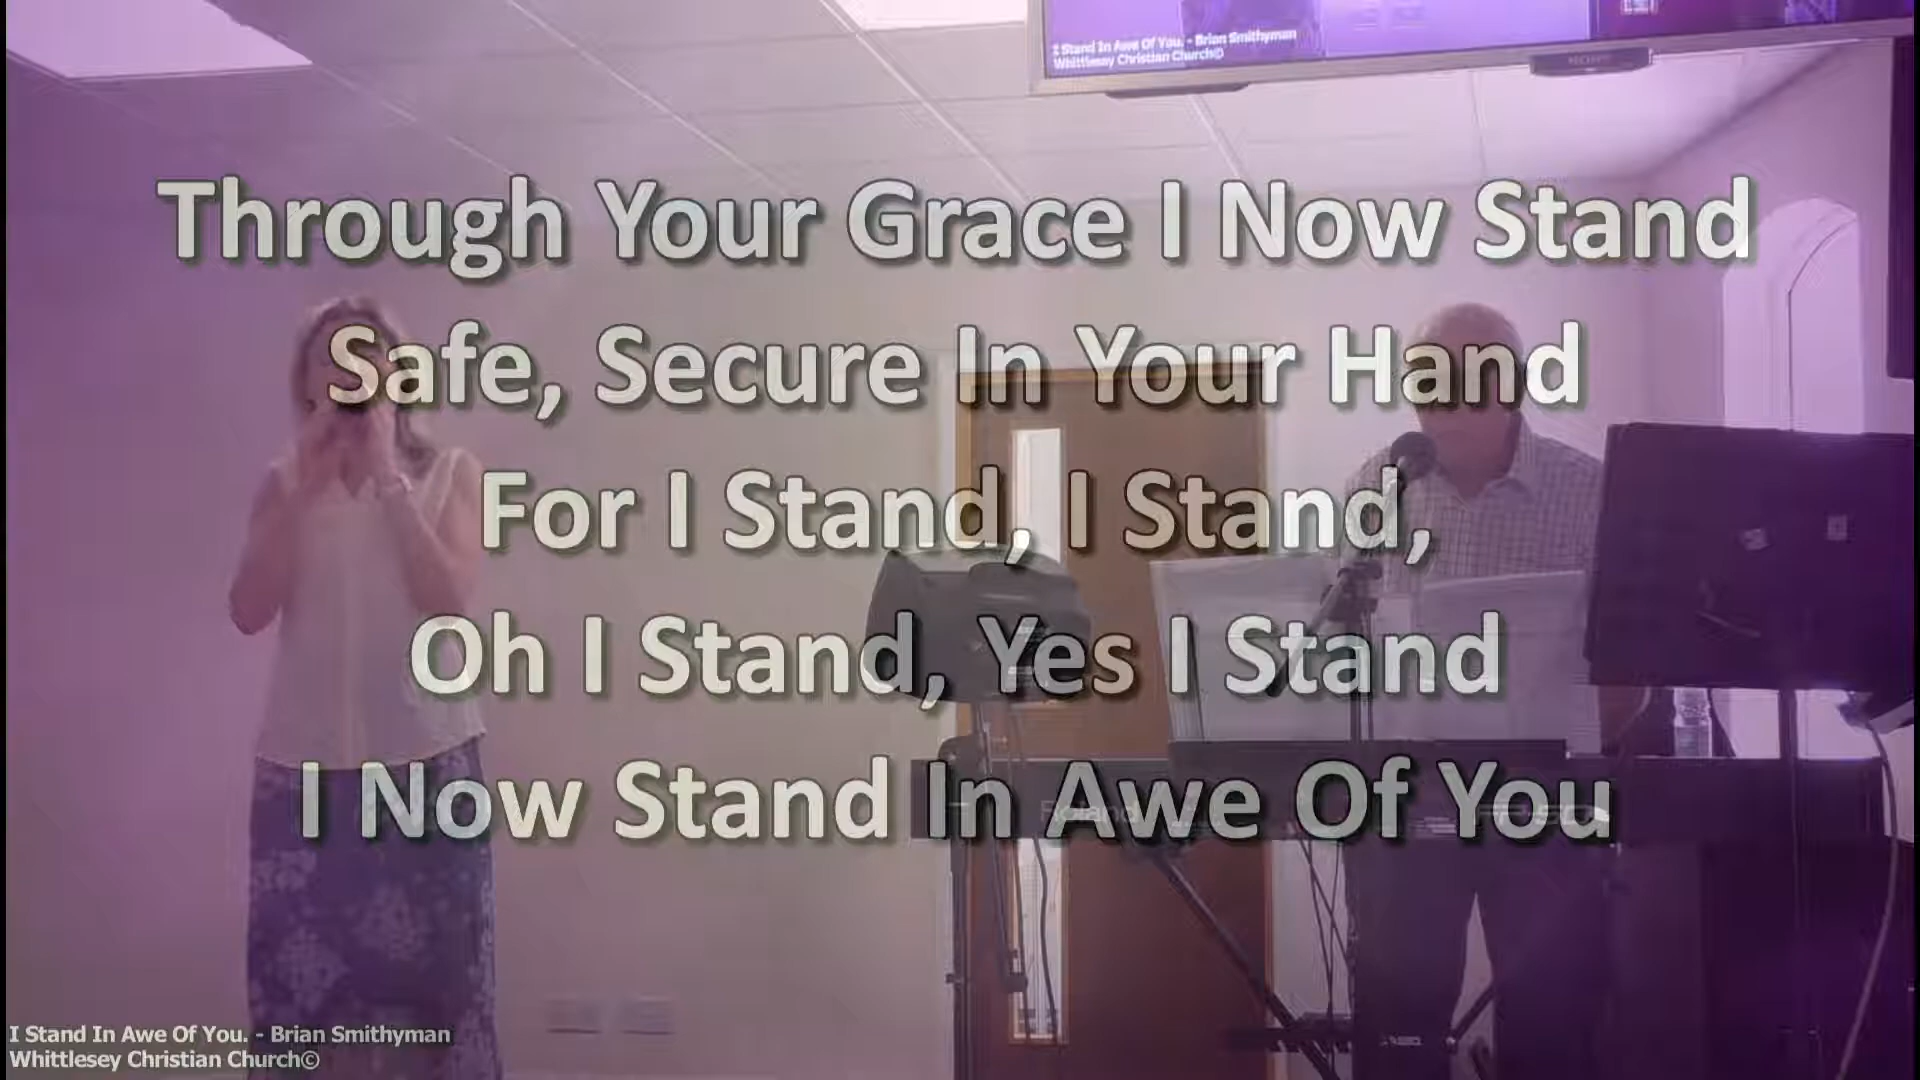 I Stand In Awe Of You. - Brian Smithyman
Whittlesey Christian Church©
SONY
Through Your Grace I Now Stand
Safe, Secure In Your Hand
For I Stand, I Stand,
Oh I Stand, Yes I Stand
I Now Stand In Awe Of You
Roland
I Stand In Awe Of You. - Brian Smithyman
Whittlesey Christian Church©